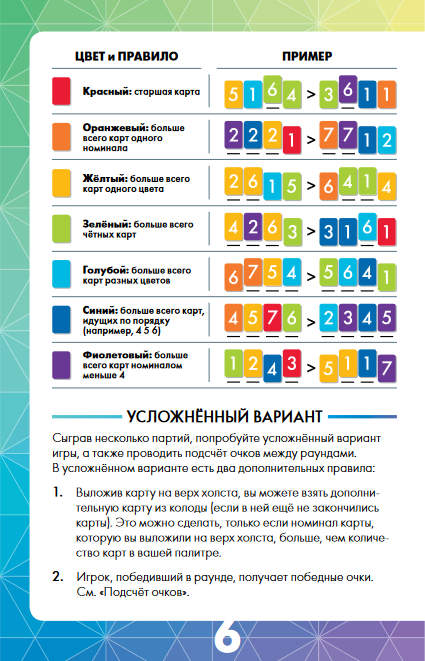 ЦВЕТ и ПРАВИЛО ПРИМЕР
Красный: старшая карта 5 1 6 4 > 3 6 1 1
Оранжевый: больше
всего карт одного
номинала
2 2 2 1 > 7 7 1 2
Жёлтый: больше всего
карт одного цвета
2 6 1 5 > 6 4 1 4
Зелёный: больше всего
чётных карт
4 2 6 3 > 3 1 6 1
Голубой: больше всего
карт разных цветов
6 7 5 4 > 5 6 4 1
Синий: больше всего карт,
идущих по порядку
(например, 4 5 6)
4 5 7 6 > 2 3 4 5
Фиолетовый: больше
всего карт номиналом
меньше 4
1 2 4 3 > 5 1 1 7
УСЛОЖНЁННЫЙ ВАРИАНТ
Сыграв несколько партий, попробуйте усложнённый вариант
игры, а также проводить подсчёт очков между раундами.
В усложнённом варианте есть два дополнительных правила:
1. Выложив карту на верх холста, вы можете взять дополни-
тельную карту из колоды (если в ней ещё не закончились
карты). Это можно сделать, только если номинал карты,
которую вы выложили на верх холста, больше, чем количе-
ство карт в вашей палитре.
2. Игрок, победивший в раунде, получает победные очки.
См. «Подсчёт очков».
6